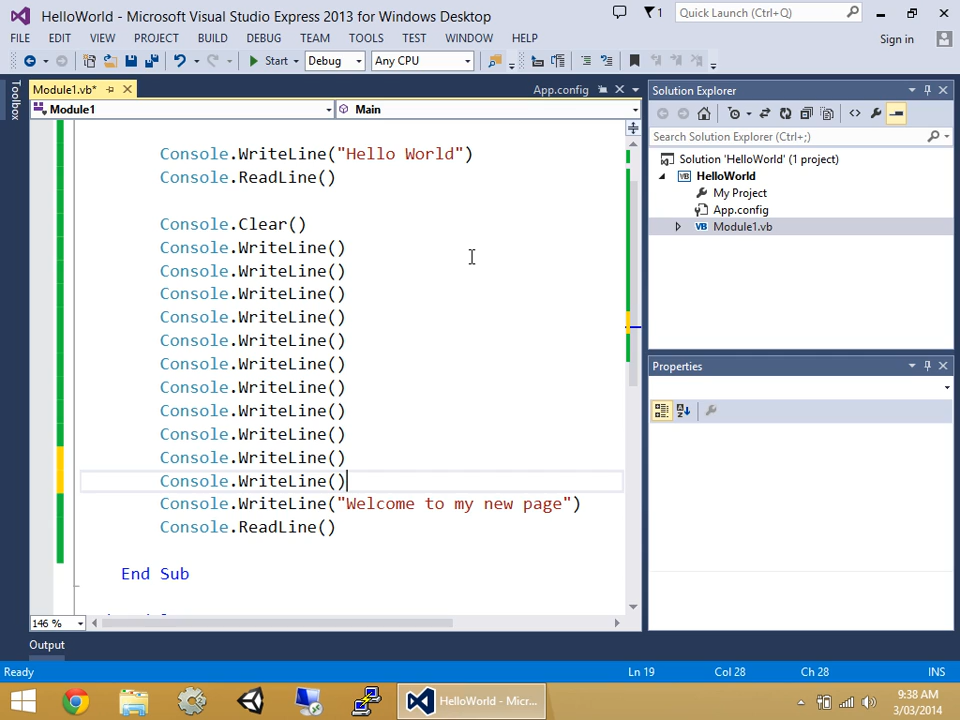 HelloWorld - Microsoft Visual Studio Express 2013 for Windows Desktop
1
Quick Launch (Ctrl+Q)
FILE EDIT VIEW PROJECT BUILD DEBUG TEAM TOOLS TEST WINDOW HELP
Sign in
Start
Debug
Any CPU
Toolbox
Module1.vb*
App.config
Module1
Main
Console.WriteLine("Hello World")
Console.ReadLine()
Console.Clear()
Console.WriteLine()
Console.WriteLine()
Console.WriteLine()
Console.WriteLine()
Console.WriteLine()
Console.WriteLine()
Console.WriteLine()
Console.WriteLine()
Console.WriteLine()
Console.WriteLine()
Console.WriteLine()
Console.WriteLine("Welcome to my new page")
Console.ReadLine()
End Sub
146 %
Solution Explorer
Search Solution Explorer (Ctrl+;)
Solution 'HelloWorld' (1 project)
VB HelloWorld
My Project
App.config
VB Module1.vb
Properties
Output
Ready
Ln 19
Col 28
Ch 28
INS
HelloWorld - Micr...
9:38 AM
3/03/2014